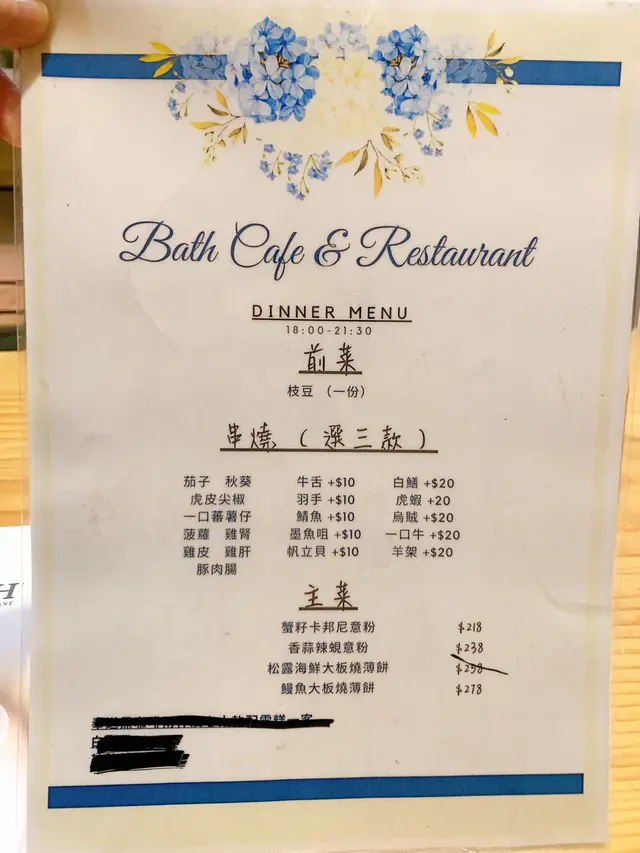 Bath Cafe & Restaurant
DINNER MENU
18:00-21:30
前菜
枝豆 （一份）
串燒（選三款）
茄子 秋葵 牛舌 +$10 白鱔 +$20
虎皮尖椒 羽手 +$10 虎蝦 +20
一口蕃薯仔 鯖魚 +$10 烏賊 +$20
菠蘿 雞腎 墨魚咀 +$10 一口牛 +$20
雞皮 雞肝 帆立貝 +$10 羊架 +$20
豚肉腸
主菜
蟹籽卡邦尼意粉 $218
香蒜辣蜆意粉 $238
松露海鮮大板燒薄餅 $258
鰻魚大板燒薄餅 $278
H